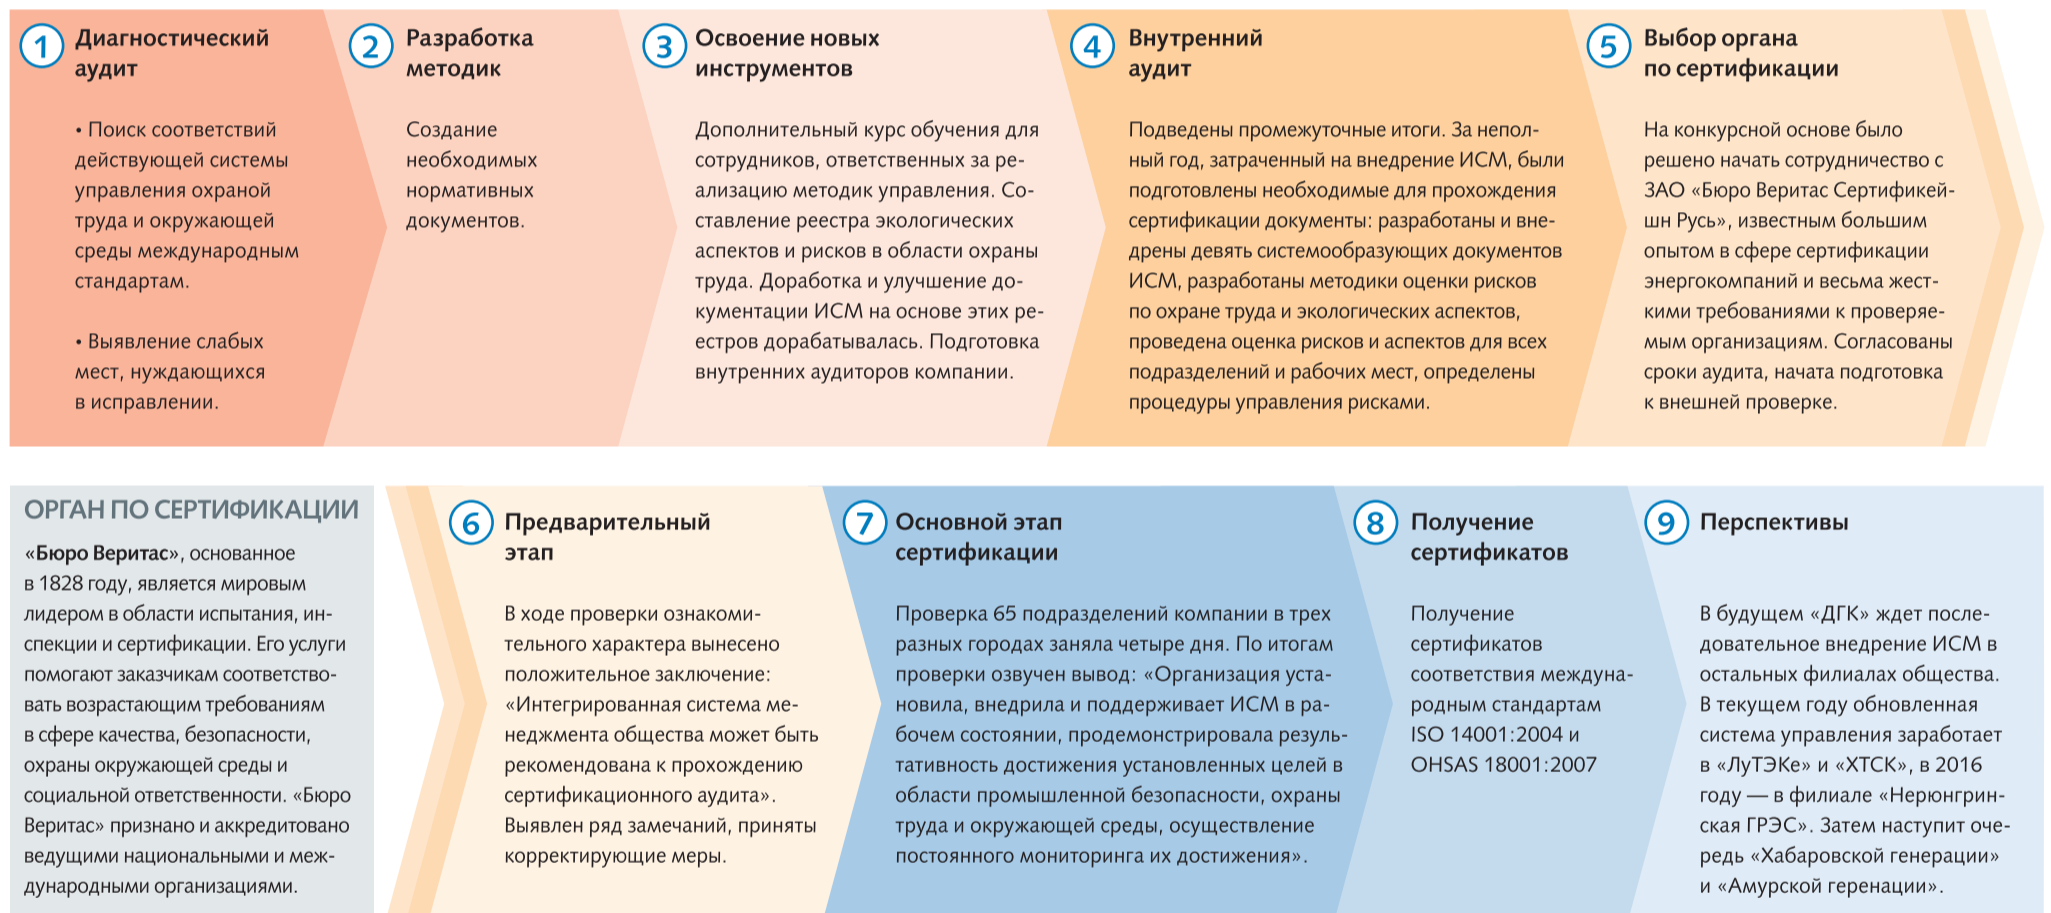 1 Диагностический
аудит
• Поиск соответствий
действующей системы
управления охраной
труда и окружающей
среды международным
стандартам.
• Выявление слабых
мест, нуждающихся
в исправлении.
2 Разработка
методик
Создание
необходимых
нормативных
документов.
3 Освоение новых
инструментов
Дополнительный курс обучения для
сотрудников, ответственных за ре-
ализацию методик управления. Со-
ставление реестра экологических
аспектов и рисков в области охраны
труда. Доработка и улучшение до-
кументации ИСМ на основе этих ре-
естров дорабатывалась. Подготовка
внутренних аудиторов компании.
4 Внутренний
аудит
Подведены промежуточные итоги. За непол-
ный год, затраченный на внедрение ИСМ, были
подготовлены необходимые для прохождения
сертификации документы: разработаны и вне-
дрены девять системообразующих документов
ИСМ, разработаны методики оценки рисков
по охране труда и экологических аспектов,
проведена оценка рисков и аспектов для всех
подразделений и рабочих мест, определены
процедуры управления рисками.
5 Выбор органа
по сертификации
На конкурсной основе было
решено начать сотрудничество с
ЗАО «Бюро Веритас Сертификей-
шн Русь», известным большим
опытом в сфере сертификации
энергокомпаний и весьма жест-
кими требованиями к проверяе-
мым организациям. Согласованы
сроки аудита, начата подготовка
к внешней проверке.
ОРГАН ПО СЕРТИФИКАЦИИ
«Бюро Веритас», основанное
в 1828 году, является мировым
лидером в области испытания, ин-
спекции и сертификации. Его услуги
помогают заказчикам соответство-
вать возрастающим требованиям
в сфере качества, безопасности,
охраны окружающей среды и
социальной ответственности. «Бюро
Веритас» признано и аккредитовано
ведущими национальными и меж-
дународными организациями.
6 Предварительный
этап
В ходе проверки ознакоми-
тельного характера вынесено
положительное заключение:
«Интегрированная система ме-
неджмента общества может быть
рекомендована к прохождению
сертификационного аудита».
Выявлен ряд замечаний, приняты
корректирующие меры.
7 Основной этап
сертификации
Проверка 65 подразделений компании в трех
разных городах заняла четыре дня. По итогам
проверки озвучен вывод: «Организация уста-
новила, внедрила и поддерживает ИСМ в ра-
бочем состоянии, продемонстрировала резуль-
тативность достижения установленных целей в
области промышленной безопасности, охраны
труда и окружающей среды, осуществление
постоянного мониторинга их достижения».
8 Получение
сертификатов
Получение
сертификатов
соответствия междуна-
родным стандартам
ISO 14001:2004 и
OHSAS 18001:2007
9 Перспективы
В будущем «ДГК» ждет после-
довательное внедрение ИСМ в
остальных филиалах общества.
В текущем году обновленная
система управления заработает
в «ЛуТЭКе» и «ХТСК», в 2016
году — в филиале «Нерюнгрин-
ская ГРЭС». Затем наступит оче-
редь «Хабаровской генерации»
и «Амурской геренации».